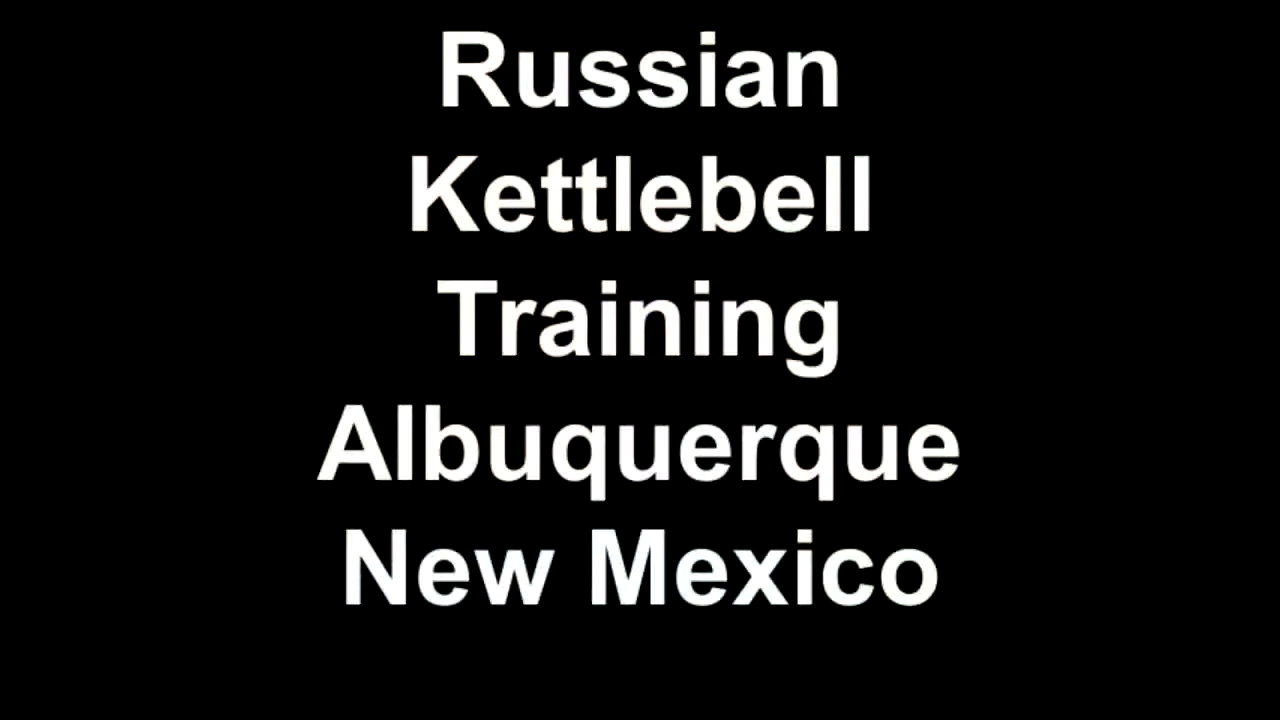 Russian
Kettlebell
Training
Albuquerque
New Mexico